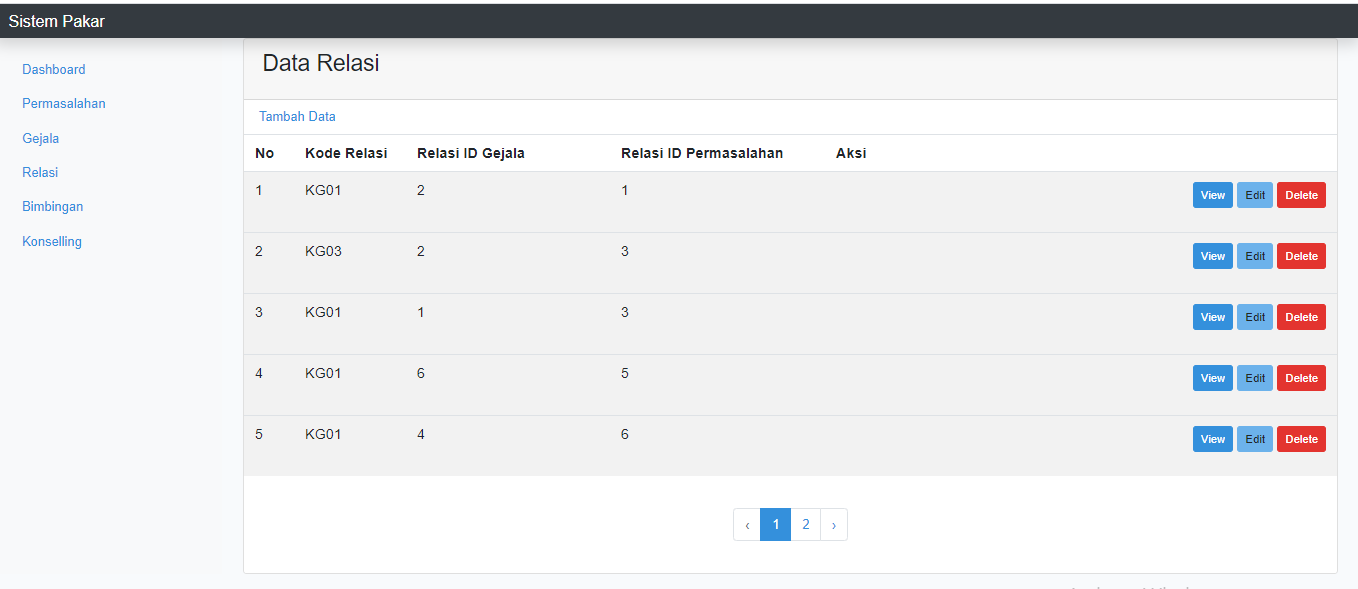 Sistem Pakar
Dashboard
Permasalahan
Gejala
Relasi
Bimbingan
Konselling
Data Relasi
Tambah Data
No Kode Relasi Relasi ID Gejala Relasi ID Permasalahan Aksi
1 KG01 2 1 View Edit Delete
2 KG03 2 3 View Edit Delete
3 KG01 1 3 View Edit Delete
4 KG01 6 5 View Edit Delete
5 KG01 4 6 View Edit Delete
‹ 1 2 ›